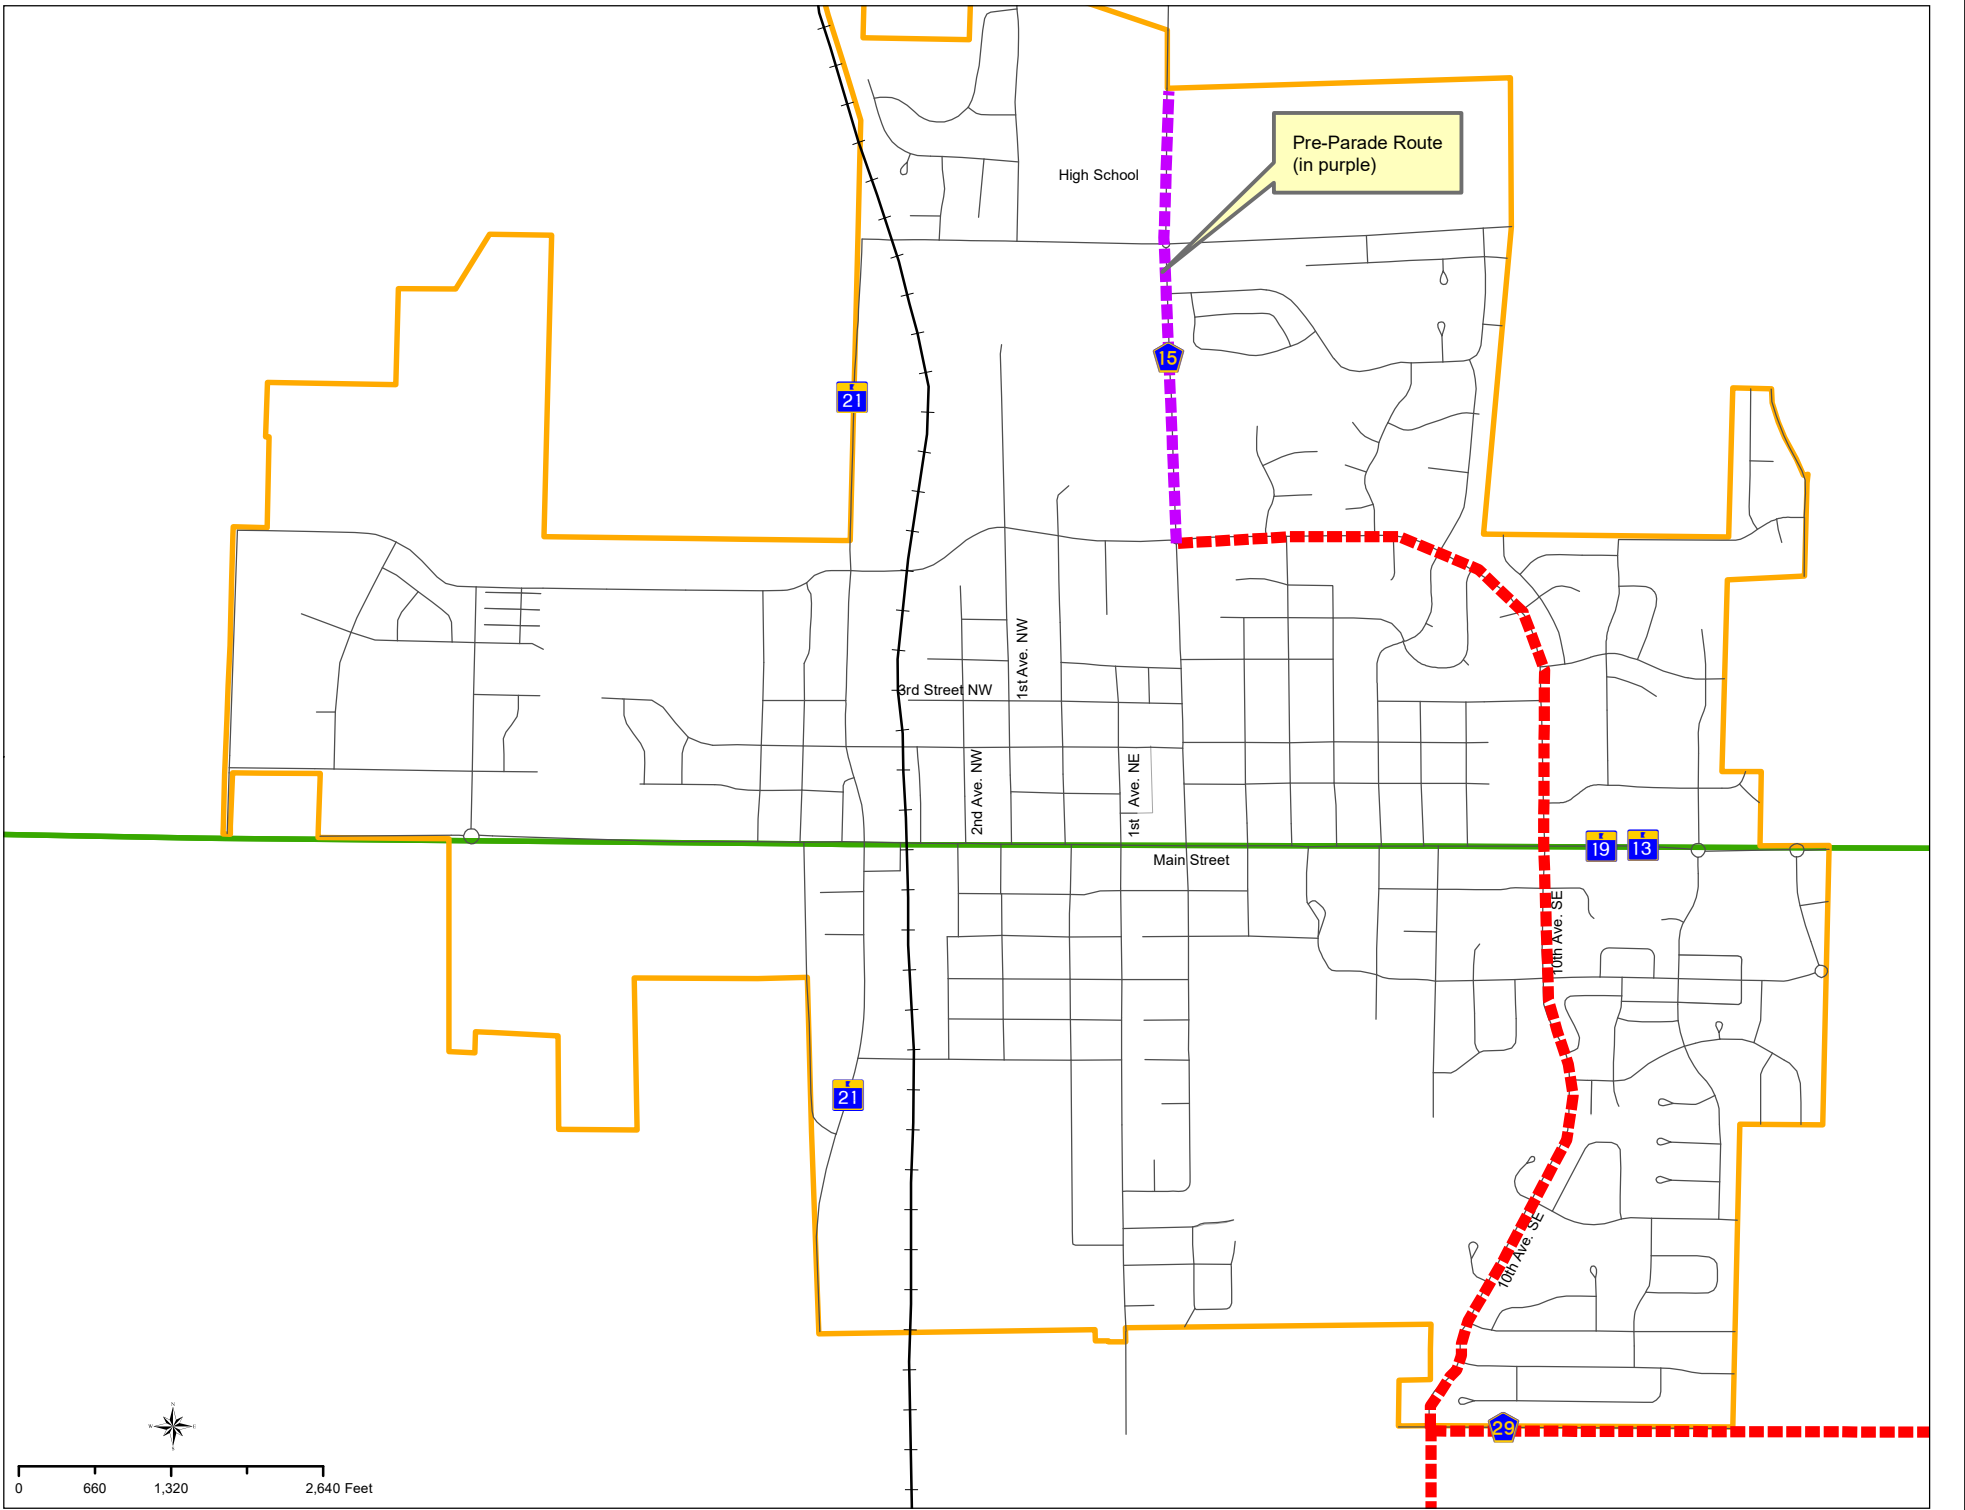 Pre-Parade Route
(in purple)
High School
15
21
1st Ave. NW
3rd Street NW
2nd Ave. NW
1st Ave. NE
Main Street
19
13
10th Ave. SE
21
10th Ave. SE
29
N
W
E
S
0
660
1,320
2,640 Feet